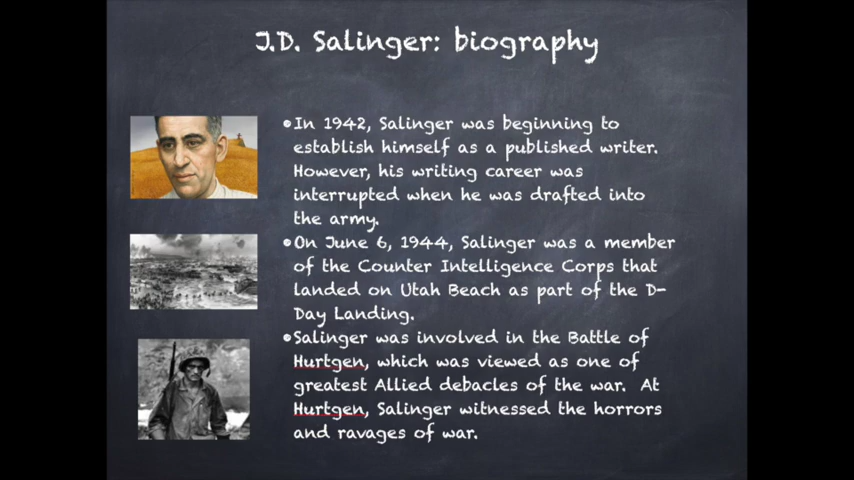 J.D. Salinger: biography
•In 1942, Salinger was beginning to
establish himself as a published writer.
However, his writing career was
interrupted when he was drafted into
the army.
•On June 6, 1944, Salinger was a member
of the Counter Intelligence Corps that
landed on Utah Beach as part of the D-
Day Landing.
•Salinger was involved in the Battle of
Hurtgen, which was viewed as one of
greatest Allied debacles of the war. At
Hurtgen, Salinger witnessed the horrors
and ravages of war.